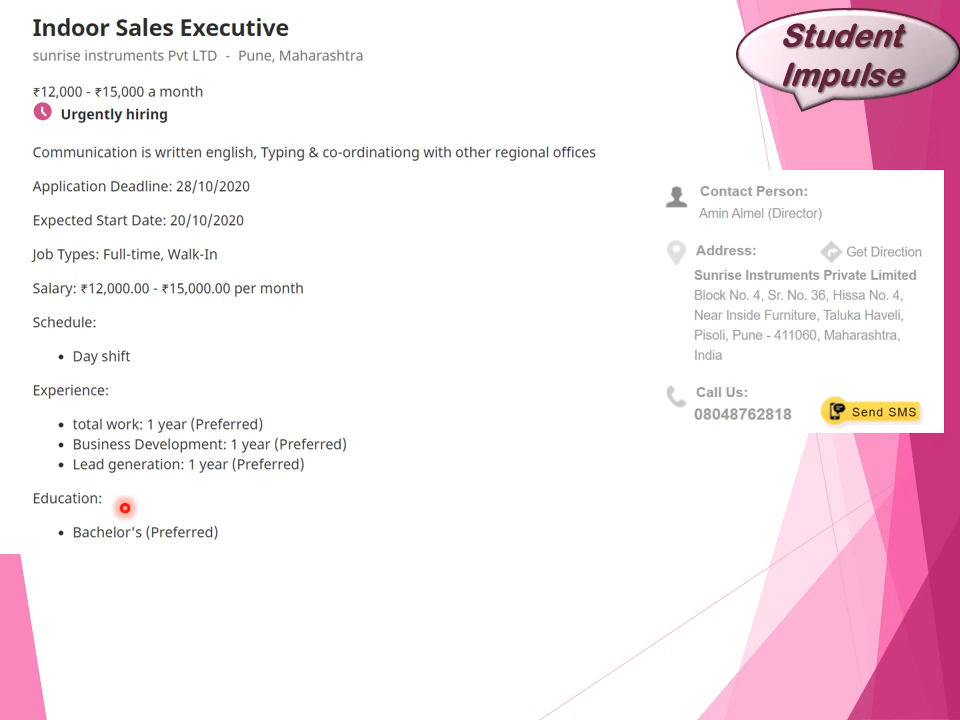 Indoor Sales Executive
sunrise instruments Pvt LTD - Pune, Maharashtra
₹12,000 - ₹15,000 a month
Urgently hiring
Communication is written english, Typing & co-ordinationg with other regional offices
Application Deadline: 28/10/2020
Expected Start Date: 20/10/2020
Job Types: Full-time, Walk-In
Salary: ₹12,000.00 - ₹15,000.00 per month
Schedule:
• Day shift
Experience:
• total work: 1 year (Preferred)
• Business Development: 1 year (Preferred)
• Lead generation: 1 year (Preferred)
Education:
• Bachelor's (Preferred)
Student
Impulse
Contact Person:
Amin Almel (Director)
Address:
Get Direction
Sunrise Instruments Private Limited
Block No. 4, Sr. No. 36, Hissa No. 4,
Near Inside Furniture, Taluka Haveli,
Pisoli, Pune - 411060, Maharashtra,
India
Call Us:
08048762818
Send SMS